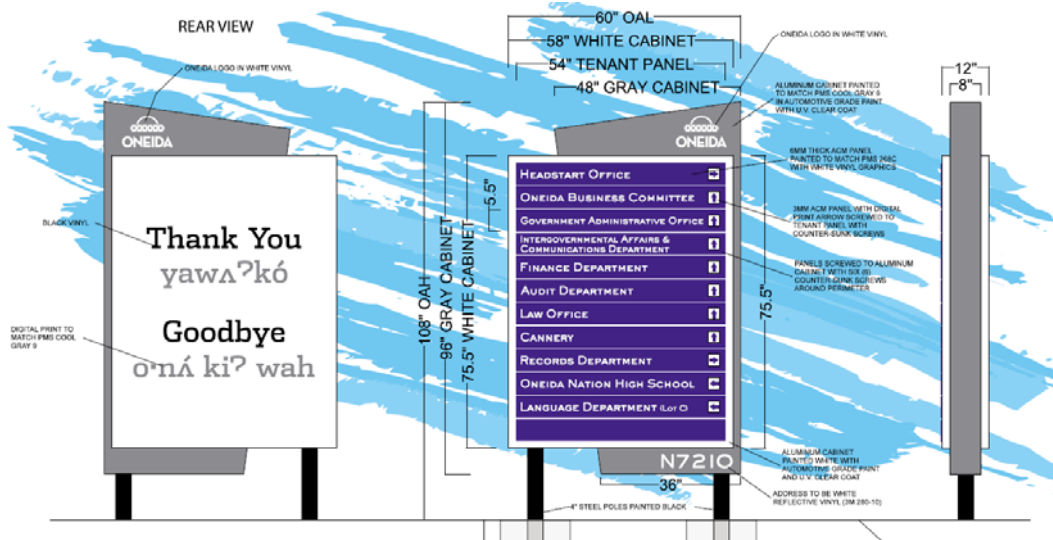 REAR VIEW
ONEIDA LOGO IN WHITE VINYL
ONEIDA
BLACK VINYL
Thank You
yawʌˀkó
Goodbye
DIGITAL PRINT TO
MATCH PMS COOL
GRAY 9
o·nʌ́ kiˀ wah
60" OAL
58" WHITE CABINET
54" TENANT PANEL
48" GRAY CABINET
ONEIDA
108" OAH
96" GRAY CABINET
75.5" WHITE CABINET
5.5"
HEADSTART OFFICE
ONEIDA BUSINESS COMMITTEE
GOVERNMENT ADMINISTRATIVE OFFICE
INTERGOVERNMENTAL AFFAIRS &
COMMUNICATIONS DEPARTMENT
FINANCE DEPARTMENT
AUDIT DEPARTMENT
LAW OFFICE
CANNERY
RECORDS DEPARTMENT
ONEIDA NATION HIGH SCHOOL
LANGUAGE DEPARTMENT (LOT C)
75.5"
N7210
36"
4" STEEL POLES PAINTED BLACK
ONEIDA LOGO IN WHITE VINYL
ALUMINUM CABINET PAINTED
TO MATCH PMS COOL GRAY 9
IN AUTOMOTIVE GRADE PAINT
WITH U.V. CLEAR COAT
6MM THICK ACM PANEL
PAINTED TO MATCH PMS 268C
WITH WHITE VINYL GRAPHICS
3MM ACM PANEL WITH DIGITAL
PRINT ARROW SCREWED TO
TENANT PANEL WITH
COUNTER-SUNK SCREWS
PANELS SCREWED TO ALUMINUM
CABINET WITH SIX (6)
COUNTER-SUNK SCREWS
AROUND PERIMETER
ALUMINUM CABINET
PAINTED WHITE WITH
AUTOMOTIVE GRADE PAINT
AND U.V. CLEAR COAT
ADDRESS TO BE WHITE
REFLECTIVE VINYL (3M 280-10)
12"
8"